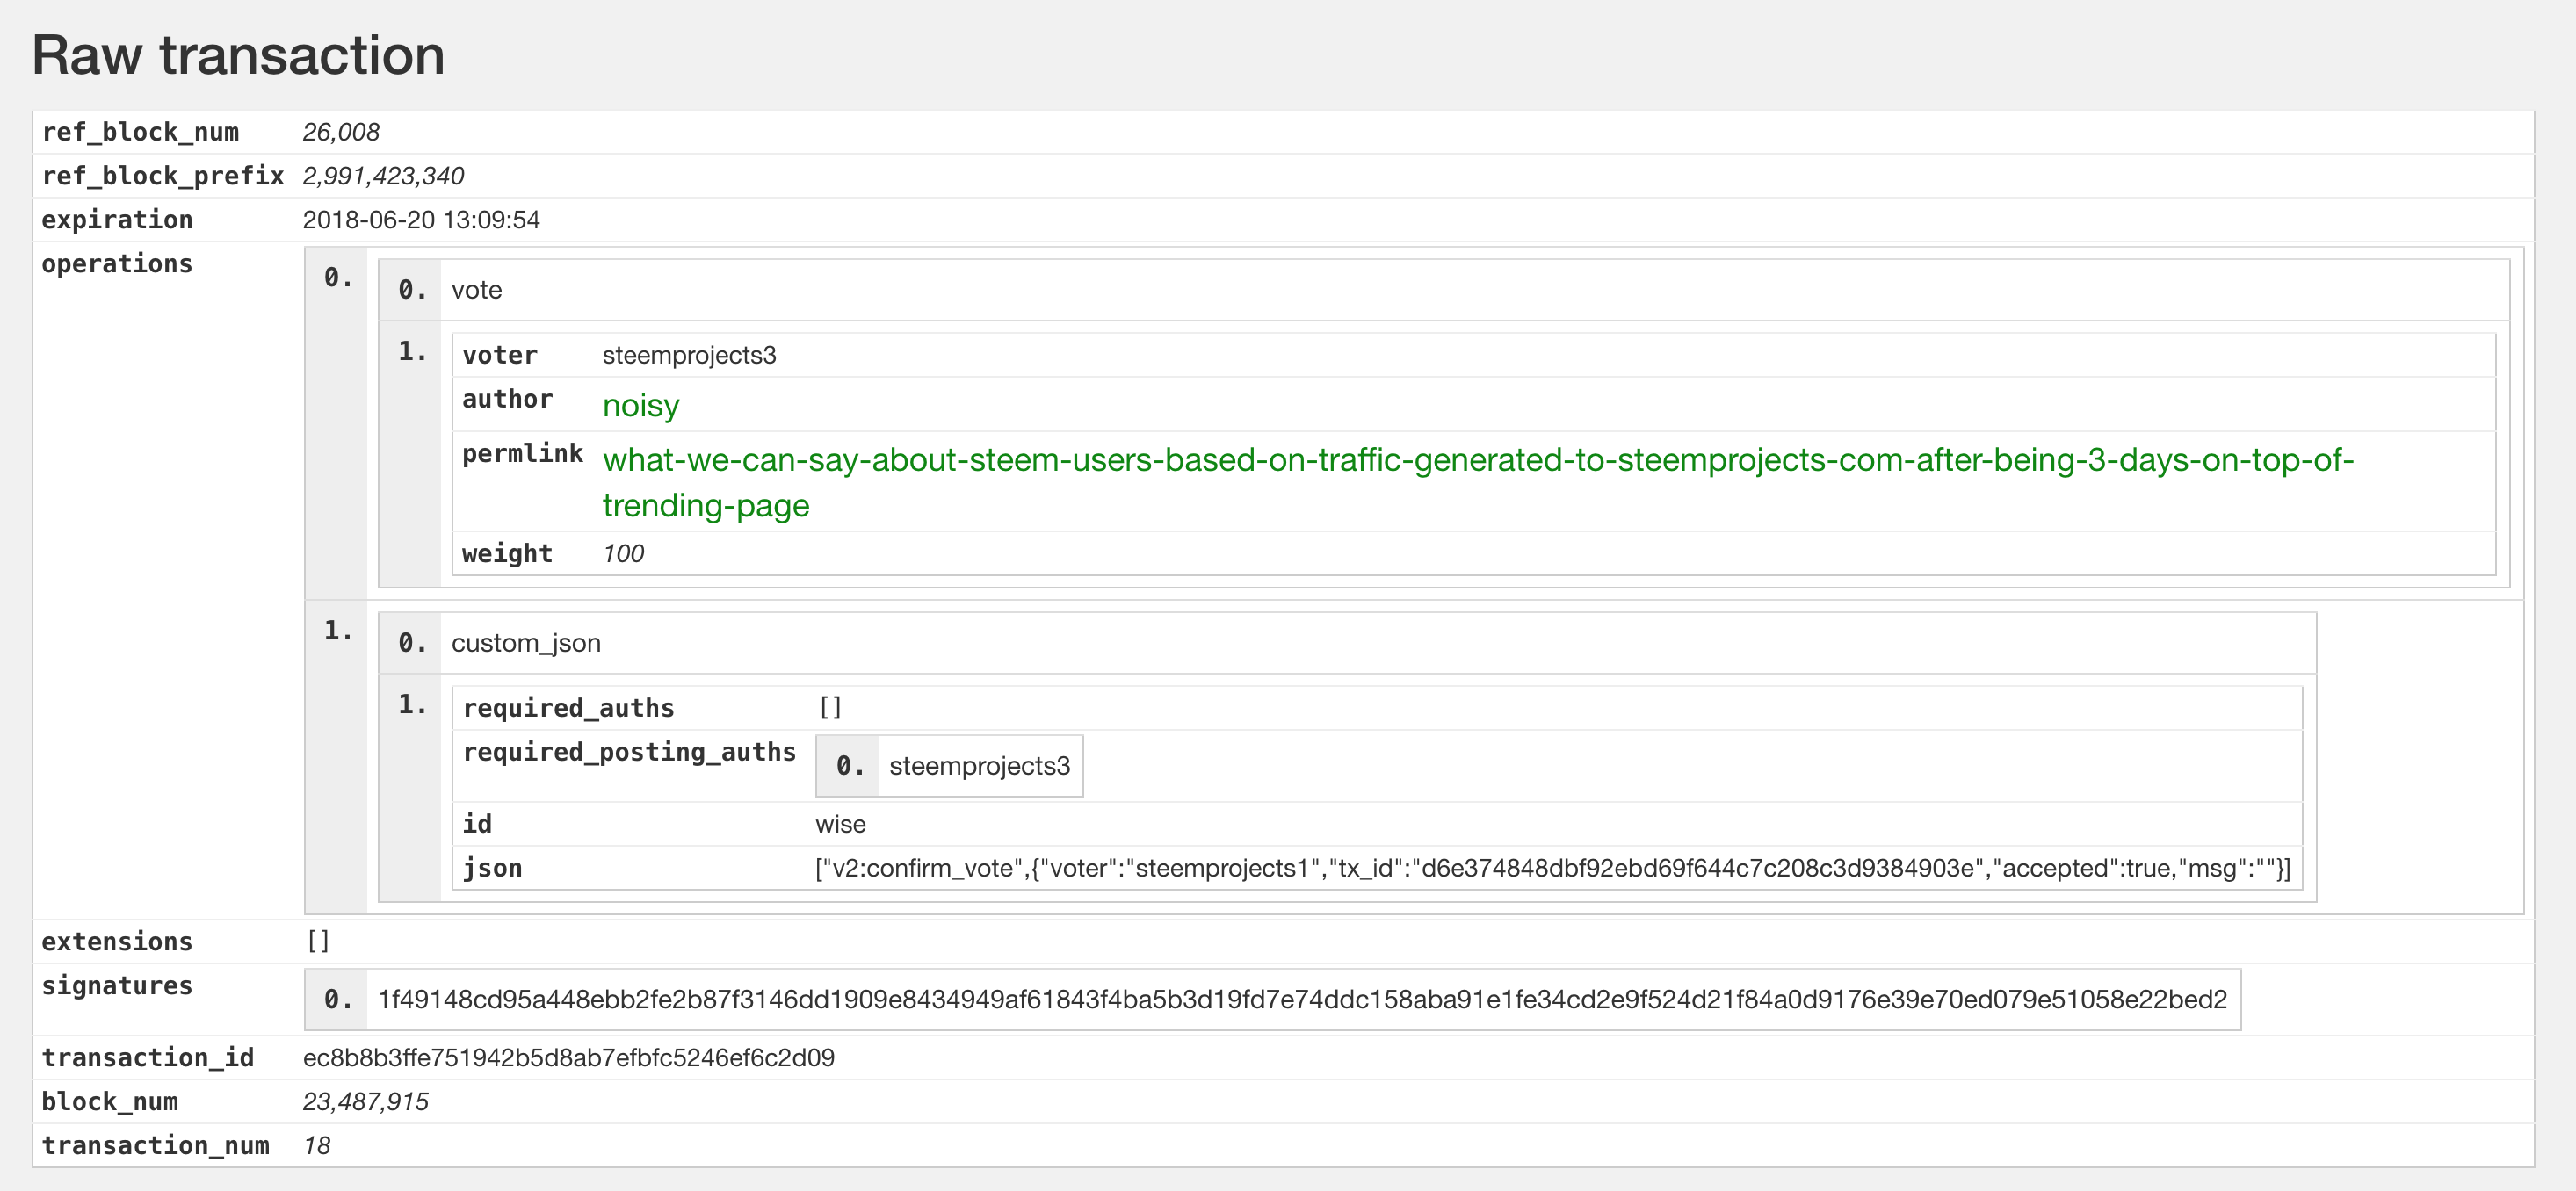 Raw transaction
ref_block_num 26,008
ref_block_prefix 2,991,423,340
expiration 2018-06-20 13:09:54
operations
0.
0. vote
1.
voter steemprojects3
author noisy
permlink what-we-can-say-about-steem-users-based-on-traffic-generated-to-steemprojects-com-after-being-3-days-on-top-of-
trending-page
weight 100
1.
0. custom_json
1.
required_auths []
required_posting_auths 0. steemprojects3
id wise
json ["v2:confirm_vote",{"voter":"steemprojects1","tx_id":"d6e374848dbf92ebd69f644c7c208c3d9384903e","accepted":true,"msg":""}]
extensions []
signatures 0. 1f49148cd95a448ebb2fe2b87f3146dd1909e8434949af61843f4ba5b3d19fd7e74ddc158aba91e1fe34cd2e9f524d21f84a0d9176e39e70ed079e51058e22bed2
transaction_id ec8b8b3ffe751942b5d8ab7efbfc5246ef6c2d09
block_num 23,487,915
transaction_num 18